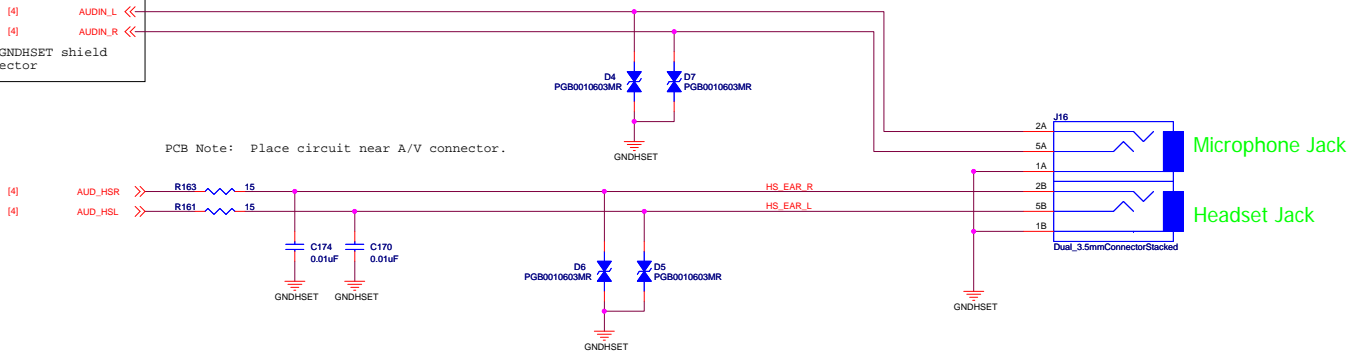 [4] AUDIN_L
[4] AUDIN_R
GNDHSET shield
ector
D4
PGB0010603MR
D7
PGB0010603MR
GNDHSET
PCB Note: Place circuit near A/V connector.
J16
2A
5A
1A
2B
5B
1B
Microphone Jack
Headset Jack
Dual_3.5mmConnectorStacked
[4] AUD_HSR R163 15 HS_EAR_R
[4] AUD_HSL R161 15 HS_EAR_L
C174
0.01uF
C170
0.01uF
GNDHSET GNDHSET
D6
PGB0010603MR
D5
PGB0010603MR
GNDHSET
GNDHSET